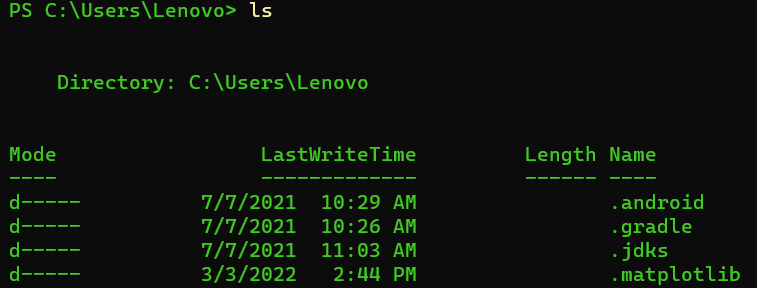 PS C:\Users\Lenovo> ls
Directory: C:\Users\Lenovo
Mode                 LastWriteTime         Length Name
----                 -------------         ------ ----
d-----          7/7/2021  10:29 AM                .android
d-----          7/7/2021  10:26 AM                .gradle
d-----          7/7/2021  11:03 AM                .jdks
d-----          3/3/2022   2:44 PM                .matplotlib